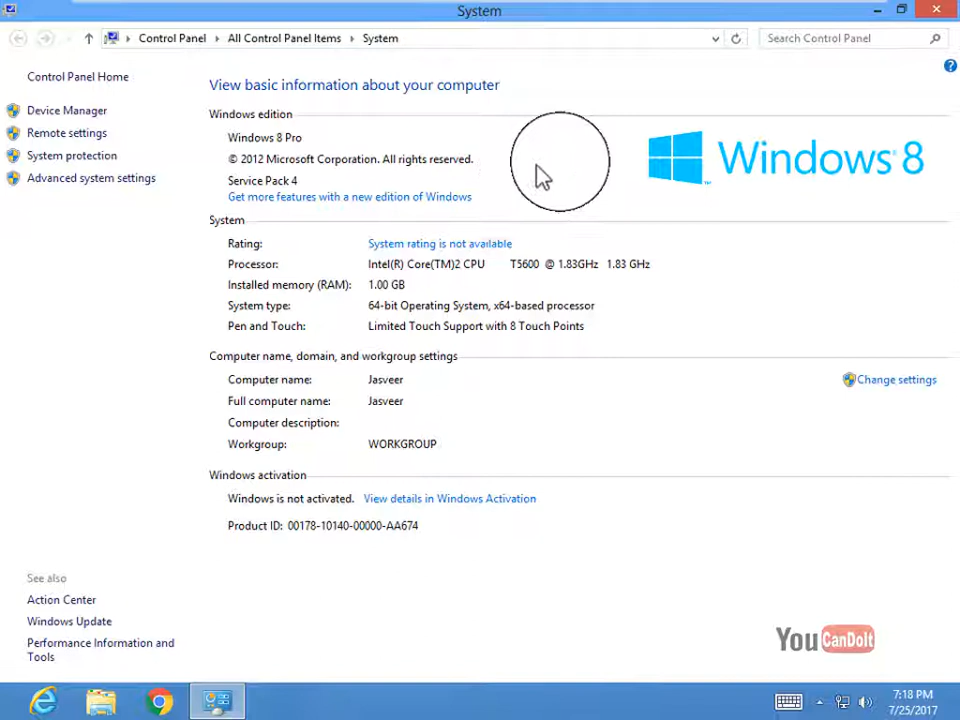 System
Control Panel
All Control Panel Items
System
Search Control Panel
Control Panel Home
Device Manager
Remote settings
System protection
Advanced system settings
View basic information about your computer
Windows edition
Windows 8 Pro
© 2012 Microsoft Corporation. All rights reserved.
Service Pack 4
Get more features with a new edition of Windows
Windows 8
System
Rating: System rating is not available
Processor: Intel(R) Core(TM)2 CPU T5600 @ 1.83GHz 1.83 GHz
Installed memory (RAM): 1.00 GB
System type: 64-bit Operating System, x64-based processor
Pen and Touch: Limited Touch Support with 8 Touch Points
Computer name, domain, and workgroup settings
Computer name: Jasveer
Change settings
Full computer name: Jasveer
Computer description:
Workgroup: WORKGROUP
Windows activation
Windows is not activated. View details in Windows Activation
Product ID: 00178-10140-00000-AA674
See also
Action Center
Windows Update
Performance Information and
Tools
YouCanDoIt
7:18 PM
7/25/2017